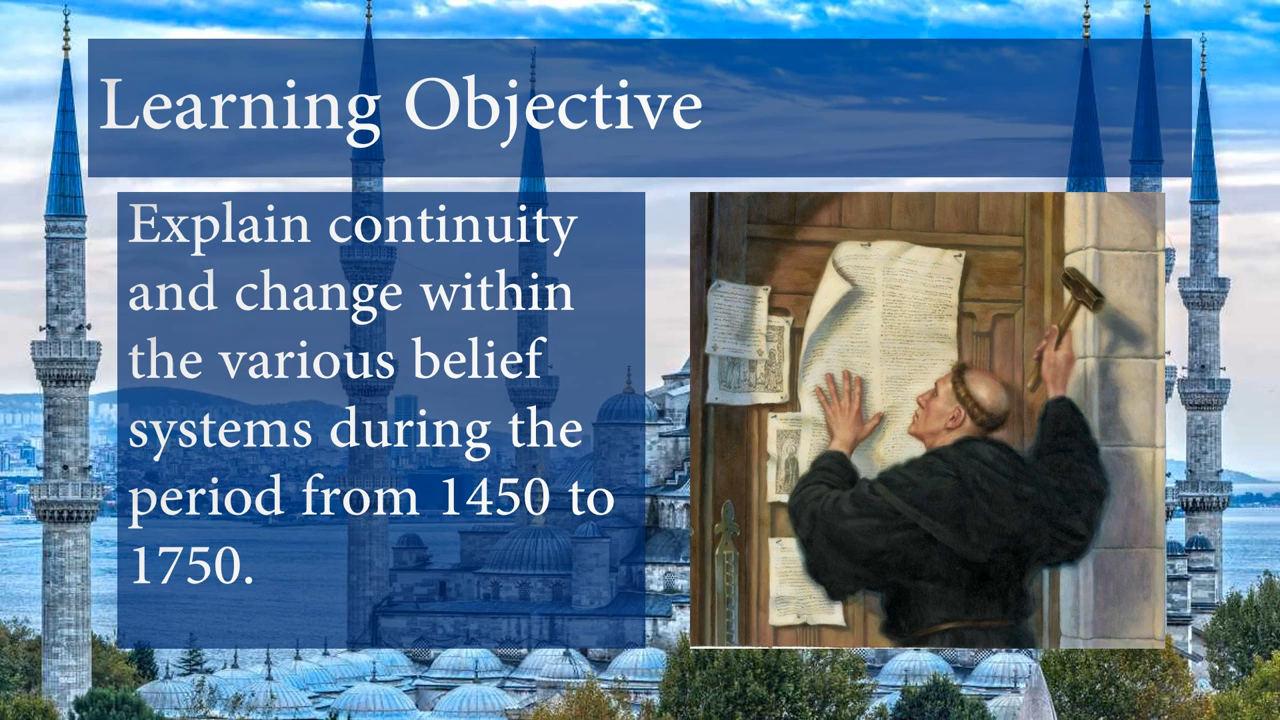 Learning Objective
Explain continuity
and change within
the various belief
systems during the
period from 1450 to
1750.